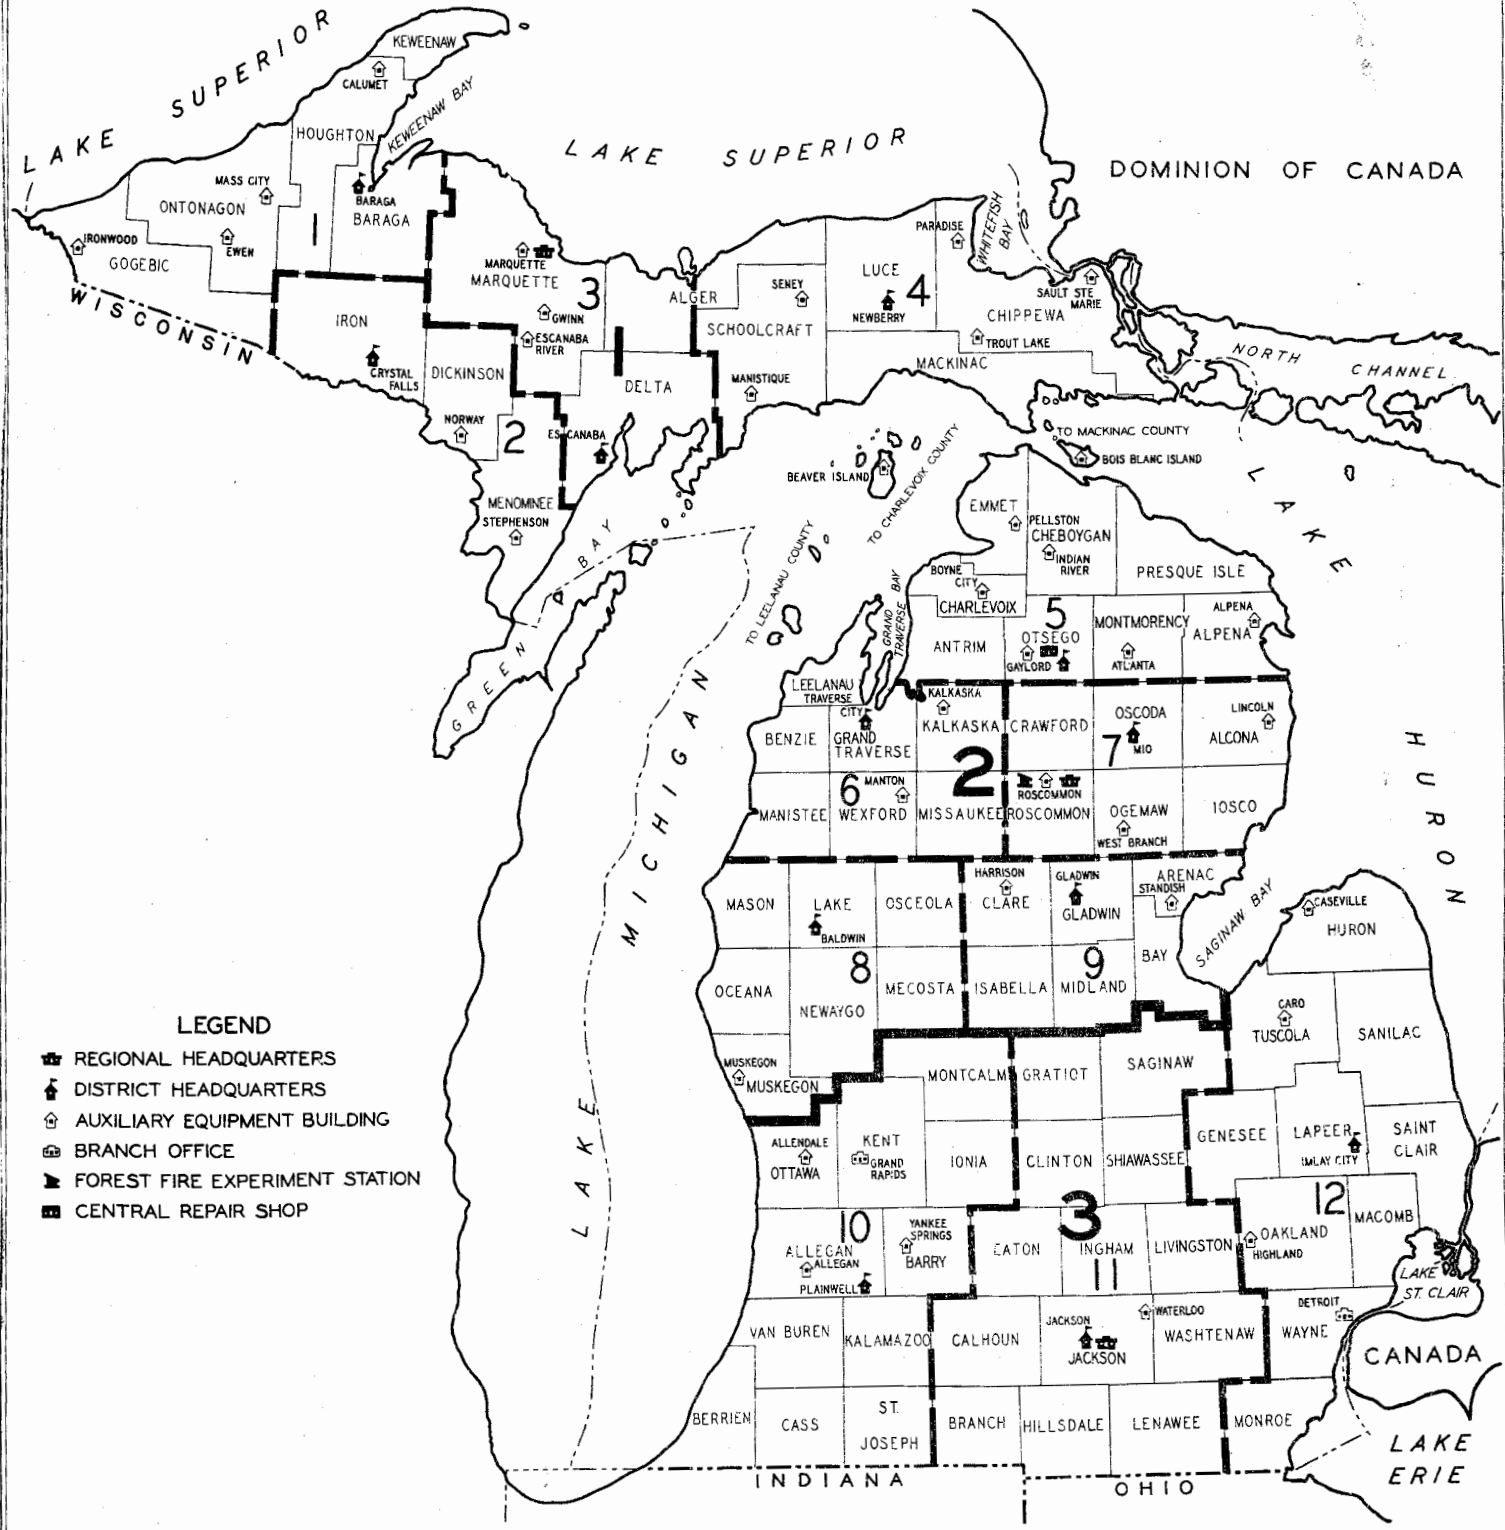 LAKE SUPERIOR
KEWEENAW
CALUMET
KEWEENAW BAY
HOUGHTON
LAKE SUPERIOR
DOMINION OF CANADA
MASS CITY
ONTONAGON
BARAGA
BARAGA
1
IRONWOOD
EWEN
GOGEBIC
WISCONSIN
MARQUETTE
MARQUETTE
3
GWINN
ESCANABA
RIVER
1
ALGER
SENEY
SCHOOLCRAFT
PARADISE
WHITEFISH
BAY
LUCE
4
NEWBERRY
SAULT STE
MARIE
CHIPPEWA
TROUT LAKE
MACKINAC
NORTH CHANNEL
IRON
CRYSTAL
FALLS
DICKINSON
DELTA
MANISTIQUE
NORWAY
2
ESCANABA
MENOMINEE
STEPHENSON
GREEN BAY
BEAVER ISLAND
TO CHARLEVOIX COUNTY
TO LEELANAU COUNTY
TO MACKINAC COUNTY
BOIS BLANC ISLAND
LAKE HURON
EMMET
PELLSTON
CHEBOYGAN
INDIAN
RIVER
PRESQUE ISLE
BOYNE
CITY
CHARLEVOIX
GRAND
TRAVERSE
BAY
ANTRIM
5
OTSEGO
GAYLORD
MONTMORENCY
ATLANTA
ALPENA
ALPENA
LEELANAU
TRAVERSE
CITY
BENZIE
GRAND
TRAVERSE
KALKASKA
KALKASKA
CRAWFORD
OSCODA
7
MIO
LINCOLN
ALCONA
2
6
MANTON
MANISTEE
WEXFORD
MISSAUKEE
ROSCOMMON
ROSCOMMON
OGEMAW
WEST BRANCH
IOSCO
LAKE MICHIGAN
MASON
LAKE
BALDWIN
OSCEOLA
HARRISON
CLARE
GLADWIN
GLADWIN
ARENAC
STANDISH
SAGINAW BAY
CASEVILLE
HURON
OCEANA
8
NEWAYGO
MECOSTA
ISABELLA
9
MIDLAND
BAY
CARO
TUSCOLA
SANILAC
MUSKEGON
MUSKEGON
MONTCALM
GRATIOT
SAGINAW
ALLENDALE
OTTAWA
KENT
GRAND
RAPIDS
IONIA
CLINTON
SHIAWASSEE
GENESEE
LAPEER
IMLAY CITY
SAINT
CLAIR
10
ALLEGAN
ALLEGAN
PLAINWELL
YANKEE
SPRINGS
BARRY
3
EATON
INGHAM
11
LIVINGSTON
12
OAKLAND
HIGHLAND
MACOMB
LAKE
ST. CLAIR
VAN BUREN
KALAMAZOO
CALHOUN
JACKSON
JACKSON
WATERLOO
WASHTENAW
DETROIT
WAYNE
CANADA
BERRIEN
CASS
ST.
JOSEPH
BRANCH
HILLSDALE
LENAWEE
MONROE
LAKE
ERIE
INDIANA
OHIO
LEGEND
REGIONAL HEADQUARTERS
DISTRICT HEADQUARTERS
AUXILIARY EQUIPMENT BUILDING
BRANCH OFFICE
FOREST FIRE EXPERIMENT STATION
CENTRAL REPAIR SHOP